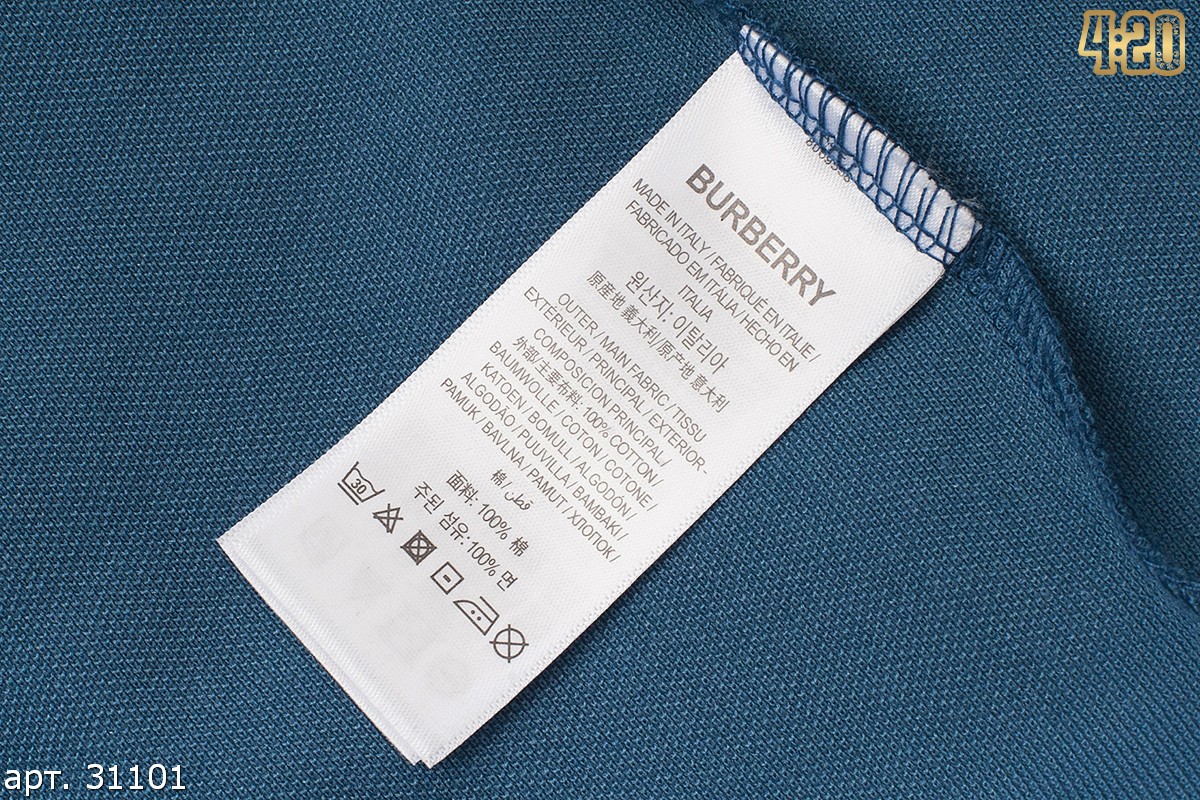 4:20
BURBERRY
MADE IN ITALY / FABRIQUÉ EN ITALIE /
FABRICADO EM ITALIA / HECHO EN
ITALIA
원산지: 이탈리아
原産地 義大利/原产地 意大利
OUTER / MAIN FABRIC / TISSU
EXTÉRIEUR / PRINCIPAL / EXTERIOR-
COMPOSICION PRINCIPAL/
外部/主要布料: 100% COTTON/
BAUMWOLLE / COTON / COTONE /
KATOEN / BOMULL / ALGODÓN /
ALGODÃO / PUUVILLA / BAMBAKI /
PAMUK / BAVLNA / PAMUT / ХЛОПОК /
棉 / قطن
面料: 100% 棉
주된 섬유: 100% 면
30
арт. 31101